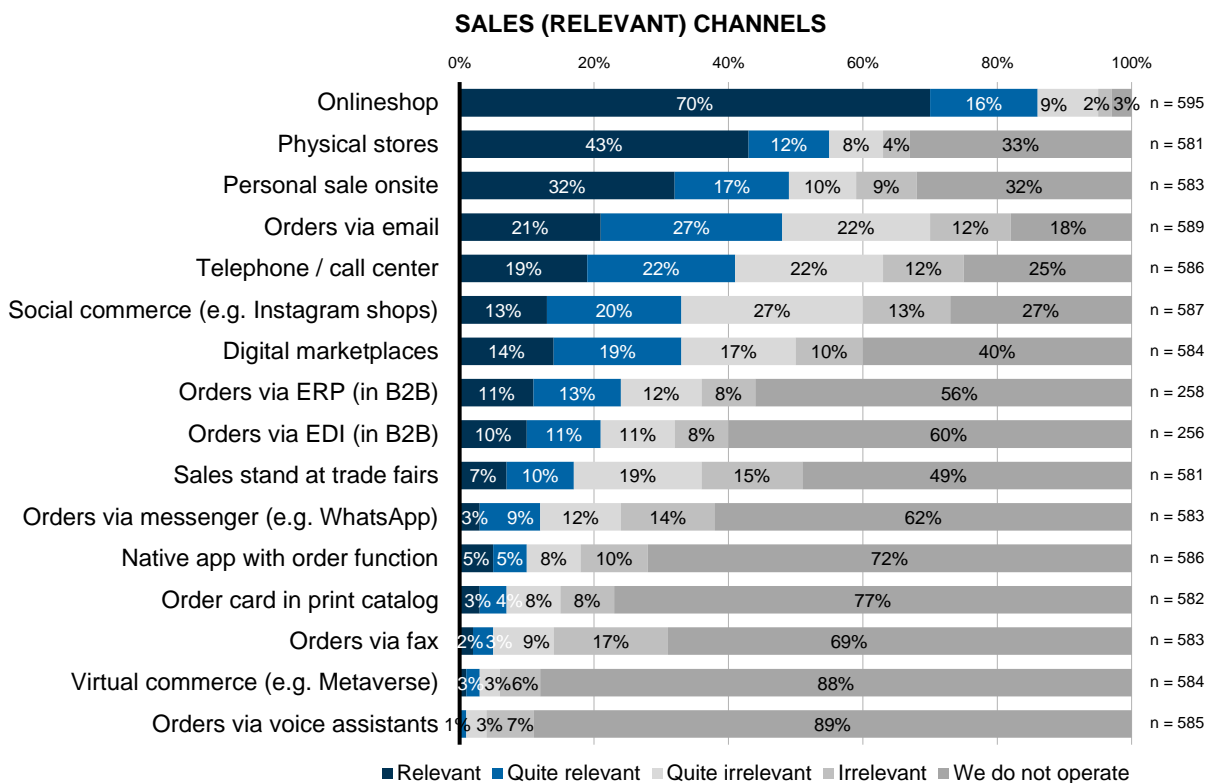 SALES (RELEVANT) CHANNELS
0% 20% 40% 60% 80% 100%
Onlineshop 70% 16% 9% 2% 3% n = 595
Physical stores 43% 12% 8% 4% 33% n = 581
Personal sale onsite 32% 17% 10% 9% 32% n = 583
Orders via email 21% 27% 22% 12% 18% n = 589
Telephone / call center 19% 22% 22% 12% 25% n = 586
Social commerce (e.g. Instagram shops) 13% 20% 27% 13% 27% n = 587
Digital marketplaces 14% 19% 17% 10% 40% n = 584
Orders via ERP (in B2B) 11% 13% 12% 8% 56% n = 258
Orders via EDI (in B2B) 10% 11% 11% 8% 60% n = 256
Sales stand at trade fairs 7% 10% 19% 15% 49% n = 581
Orders via messenger (e.g. WhatsApp) 3% 9% 12% 14% 62% n = 583
Native app with order function 5% 5% 8% 10% 72% n = 586
Order card in print catalog 3% 4% 8% 8% 77% n = 582
Orders via fax 2% 3% 9% 17% 69% n = 583
Virtual commerce (e.g. Metaverse) 3% 3% 6% 88% n = 584
Orders via voice assistants 1% 3% 7% 89% n = 585
Relevant Quite relevant Quite irrelevant Irrelevant We do not operate